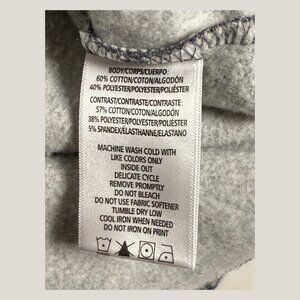 BODY/CORPS/CUERPO
60% COTTON/COTON/ALGODÓN
40% POLYESTER/POLYESTER/POLIÉSTER
CONTRAST/CONTRASTE/CONTRASTE
57% COTTON/COTON/ALGODÓN
38% POLYESTER/POLYESTER/POLIÉSTER
5% SPANDEX/ÉLASTHANNE/ELASTANO
MACHINE WASH COLD WITH
LIKE COLORS ONLY
INSIDE OUT
DELICATE CYCLE
REMOVE PROMPTLY
DO NOT BLEACH
DO NOT USE FABRIC SOFTENER
TUMBLE DRY LOW
COOL IRON WHEN NEEDED
DO NOT IRON ON PRINT